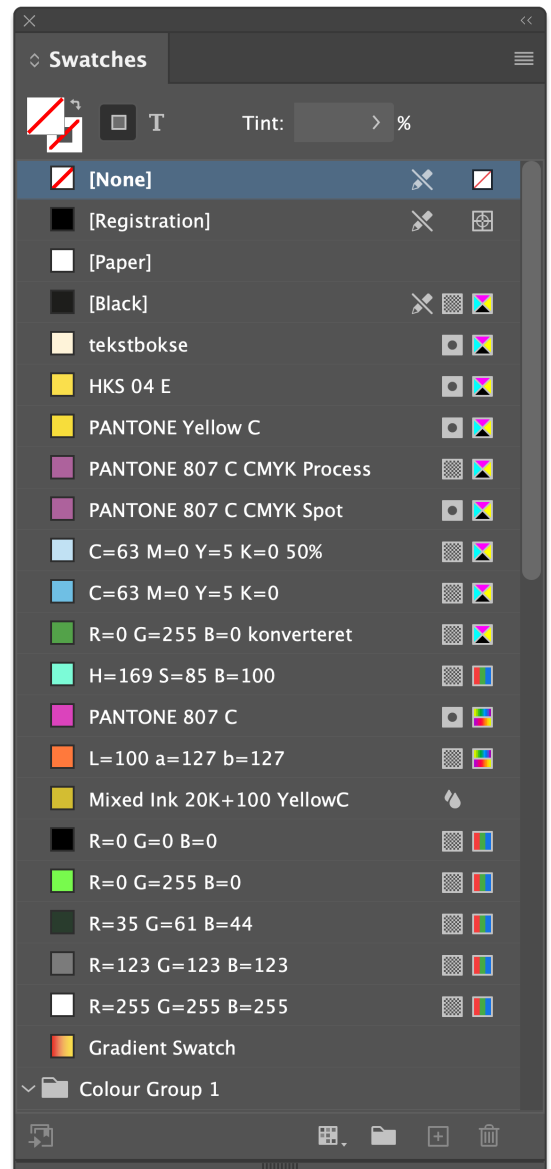 Swatches
T Tint: %
[None]
[Registration]
[Paper]
[Black]
tekstbokse
HKS 04 E
PANTONE Yellow C
PANTONE 807 C CMYK Process
PANTONE 807 C CMYK Spot
C=63 M=0 Y=5 K=0 50%
C=63 M=0 Y=5 K=0
R=0 G=255 B=0 konverteret
H=169 S=85 B=100
PANTONE 807 C
L=100 a=127 b=127
Mixed Ink 20K+100 YellowC
R=0 G=0 B=0
R=0 G=255 B=0
R=35 G=61 B=44
R=123 G=123 B=123
R=255 G=255 B=255
Gradient Swatch
Colour Group 1